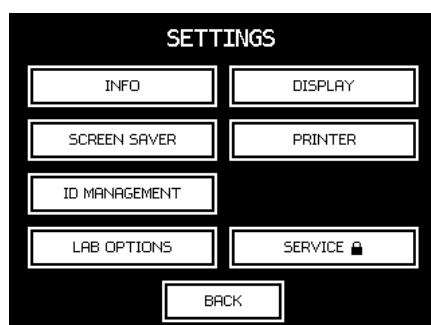 SETTINGS
INFO
DISPLAY
SCREEN SAVER
PRINTER
ID MANAGEMENT
LAB OPTIONS
SERVICE
BACK